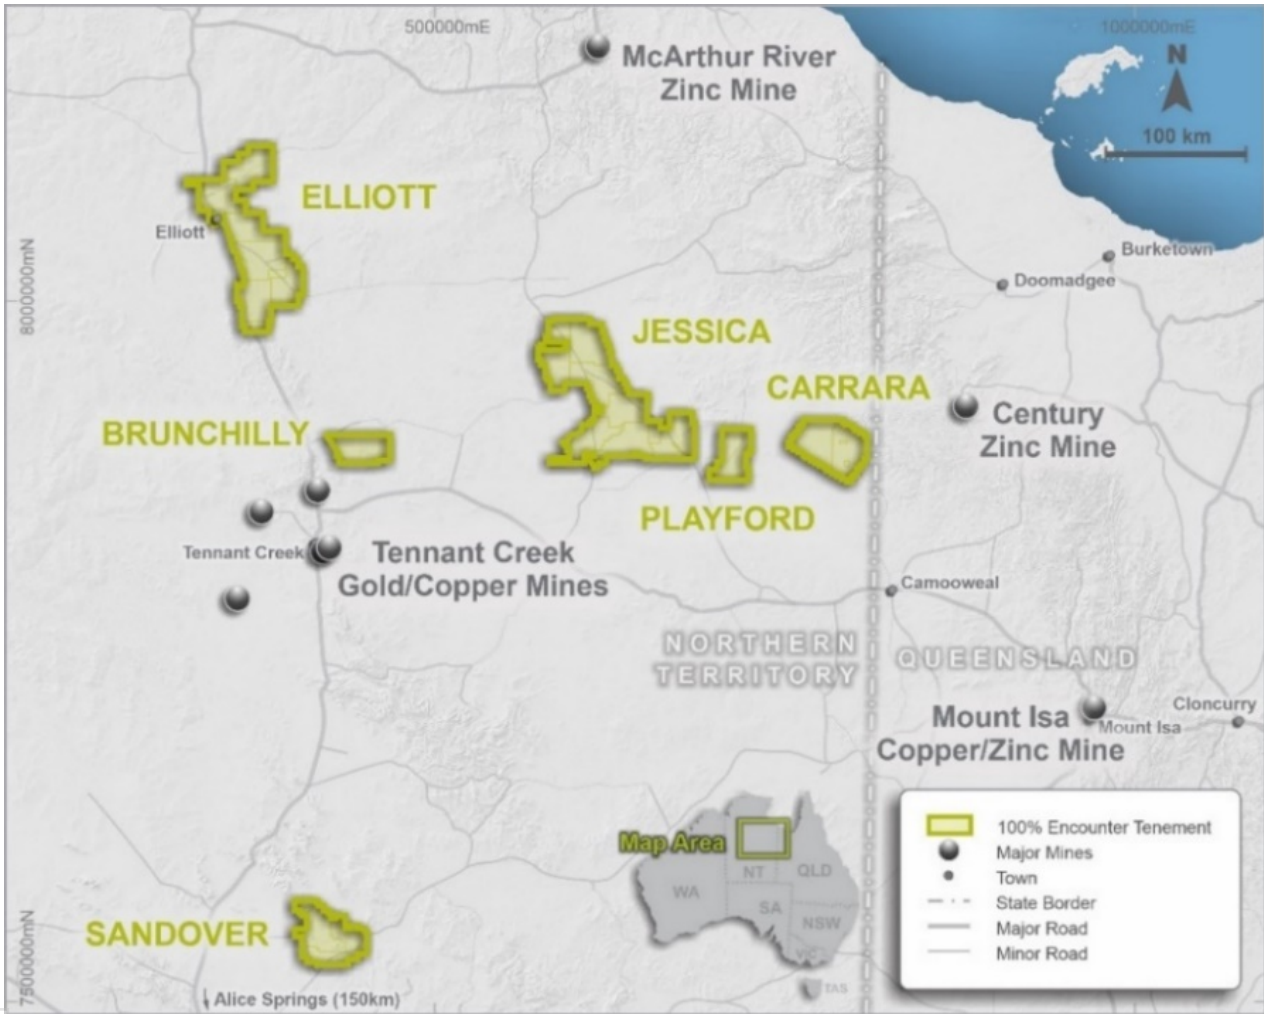 500000mE
1000000mE
N
100 km
McArthur River
Zinc Mine
ELLIOTT
Elliott
8000000mN
Burketown
Doomadgee
JESSICA
CARRARA
BRUNCHILLY
Century
Zinc Mine
PLAYFORD
Tennant Creek
Tennant Creek
Gold/Copper Mines
Camooweal
NORTHERN
TERRITORY
QUEENSLAND
Mount Isa
Copper/Zinc Mine
Mount Isa
Cloncurry
Map Area
NT
QLD
WA
SA
NSW
TAS
100% Encounter Tenement
Major Mines
Town
State Border
Major Road
Minor Road
SANDOVER
7500000mN
Alice Springs (150km)